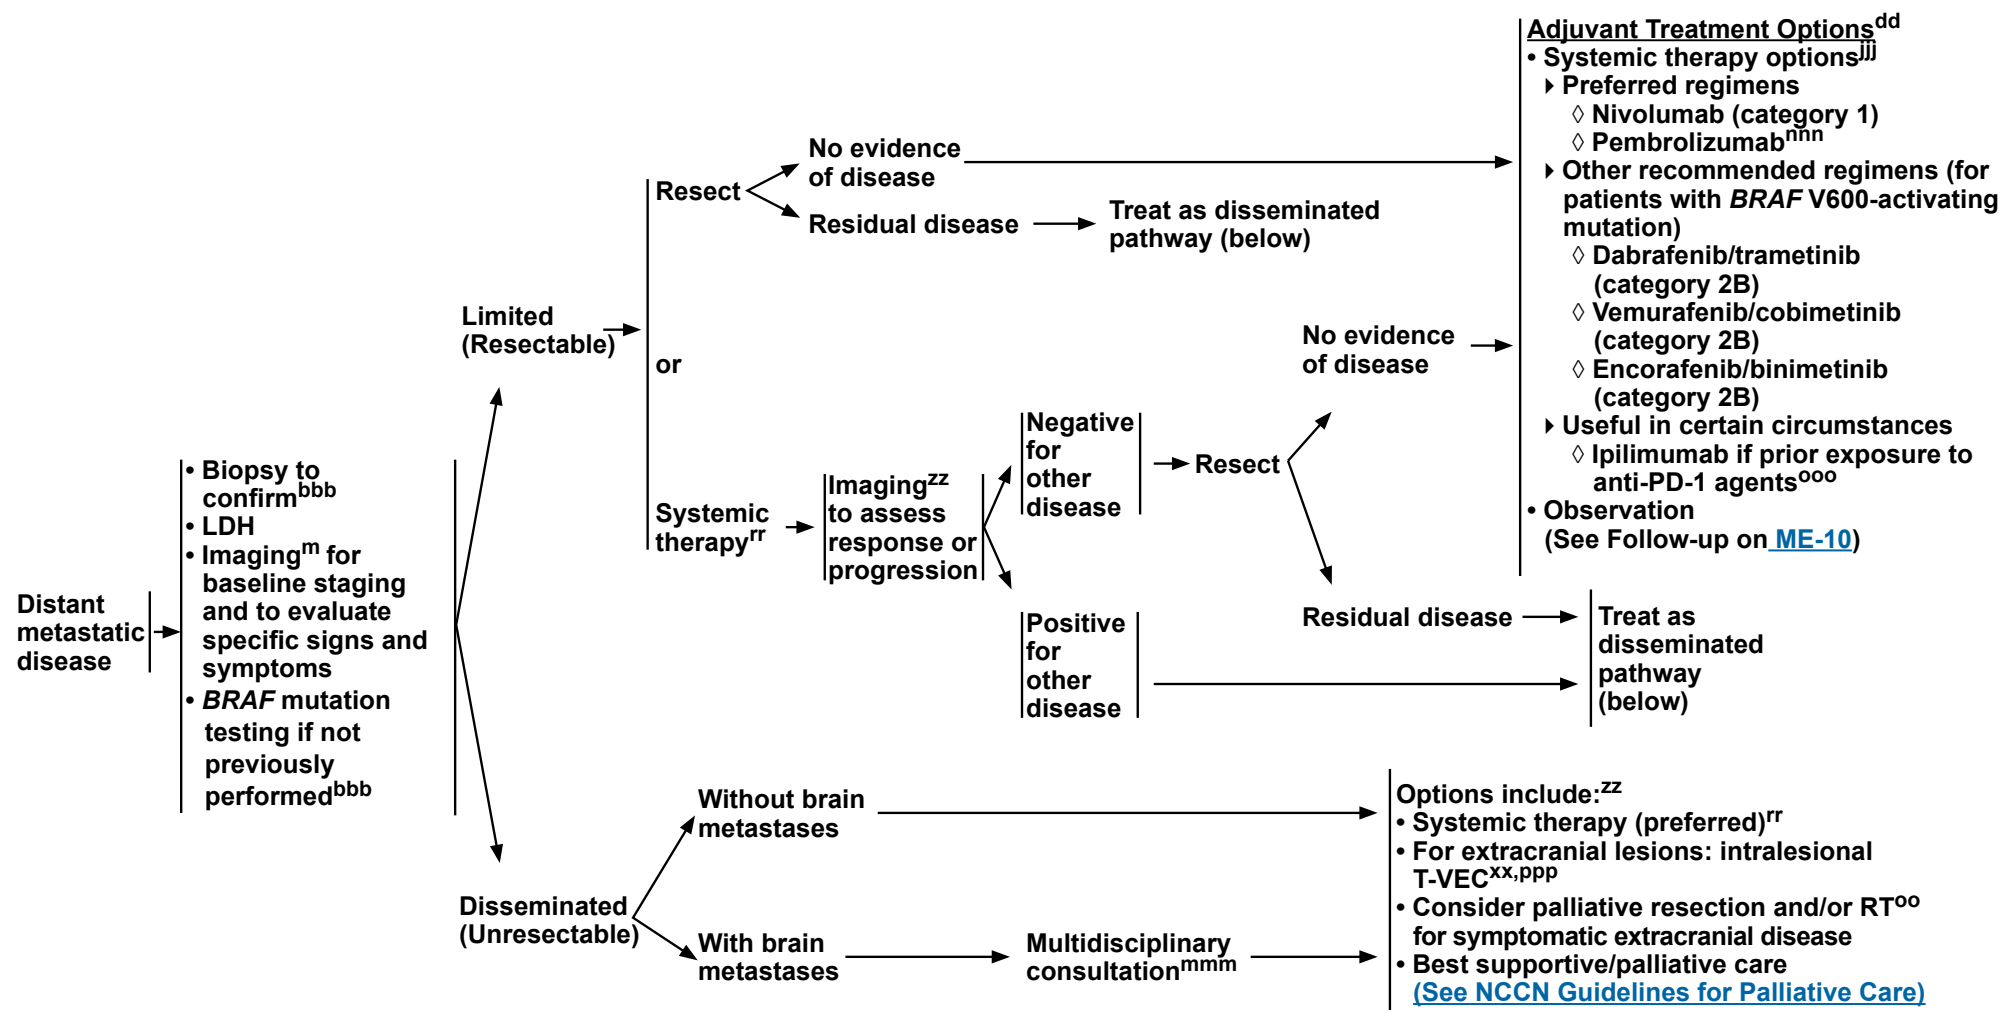 Distant
metastatic
disease
• Biopsy to
confirmbbb
• LDH
• Imagingm for
baseline staging
and to evaluate
specific signs and
symptoms
• BRAF mutation
testing if not
previously
performedbbb
Limited
(Resectable)
Resect
or
Systemic
therapyrr
No evidence
of disease
Residual disease
Treat as disseminated
pathway (below)
Imagingzz
to assess
response or
progression
Negative
for
other
disease
Positive
for
other
disease
Resect
No evidence
of disease
Residual disease
Treat as
disseminated
pathway
(below)
Adjuvant Treatment Optionsdd
• Systemic therapy optionsjjj
▸ Preferred regimens
◊ Nivolumab (category 1)
◊ Pembrolizumabnnn
▸ Other recommended regimens (for
patients with BRAF V600-activating
mutation)
◊ Dabrafenib/trametinib
(category 2B)
◊ Vemurafenib/cobimetinib
(category 2B)
◊ Encorafenib/binimetinib
(category 2B)
▸ Useful in certain circumstances
◊ Ipilimumab if prior exposure to
anti-PD-1 agentsooo
• Observation
(See Follow-up on ME-10)
Disseminated
(Unresectable)
Without brain
metastases
With brain
metastases
Multidisciplinary
consultationmmm
Options include:zz
• Systemic therapy (preferred)rr
• For extracranial lesions: intralesional
T-VECxx,ppp
• Consider palliative resection and/or RToo
for symptomatic extracranial disease
• Best supportive/palliative care
(See NCCN Guidelines for Palliative Care)